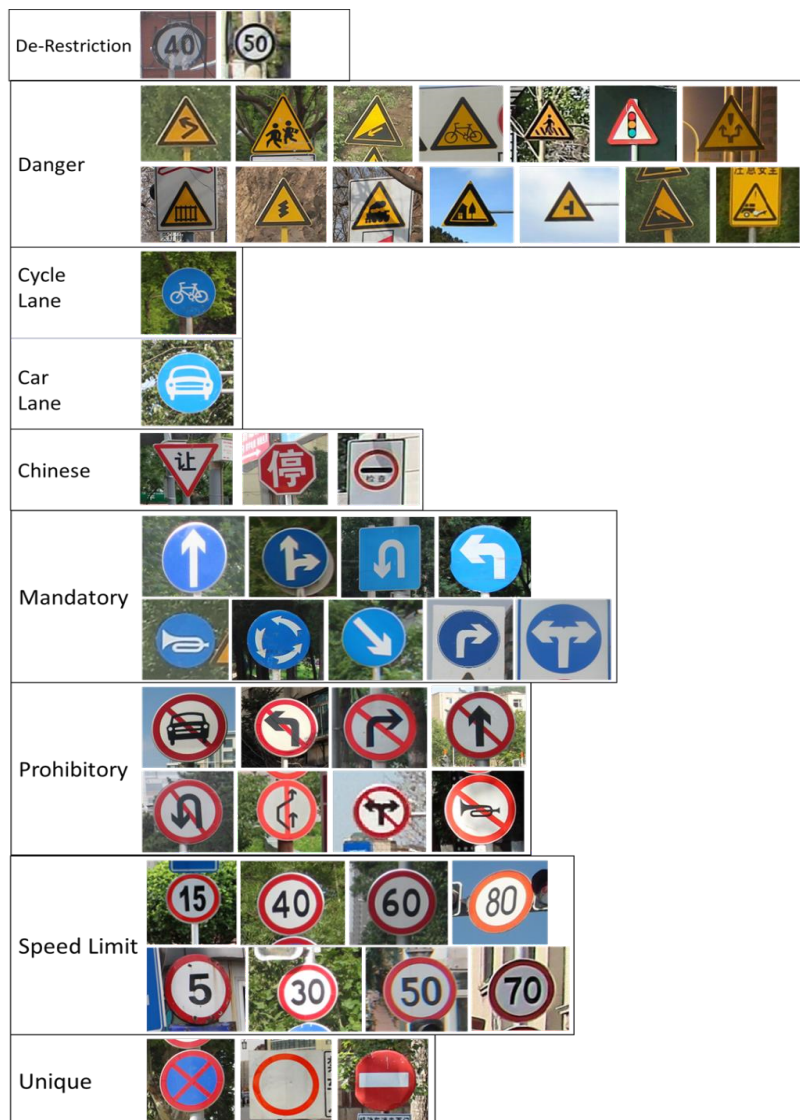 De-Restriction
40
50
Danger
注意安全
Cycle
Lane
Car
Lane
Chinese
让
停
检查
Mandatory
Prohibitory
Speed Limit
15
40
60
80
5
30
50
70
Unique